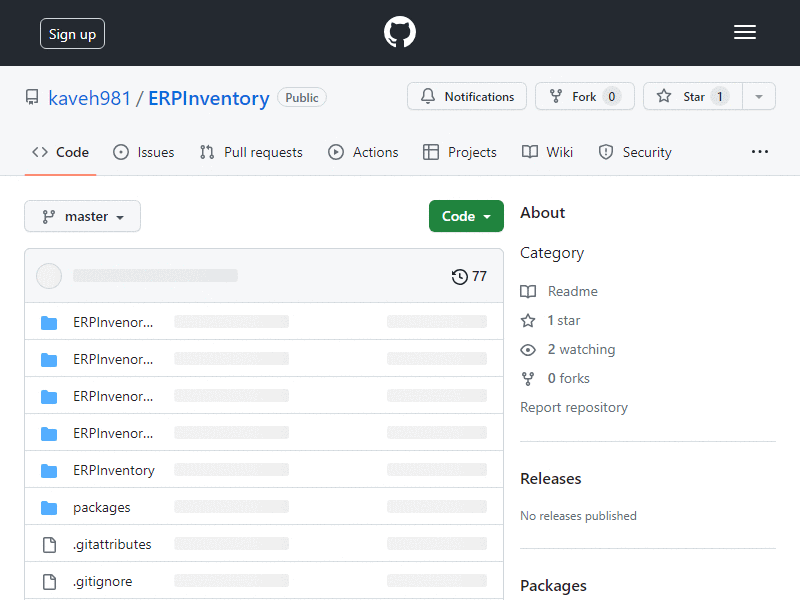 Sign up
kaveh981 / ERPInventory Public
Notifications
Fork 0
Star 1
Code
Issues
Pull requests
Actions
Projects
Wiki
Security
master
Code
77
ERPInvenor...
ERPInvenor...
ERPInvenor...
ERPInvenor...
ERPInventory
packages
.gitattributes
.gitignore
About
Category
Readme
1 star
2 watching
0 forks
Report repository
Releases
No releases published
Packages